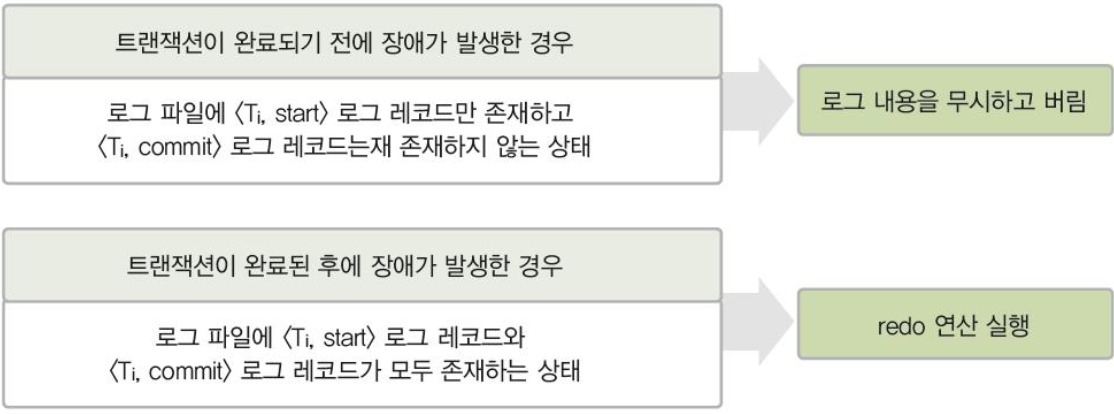 트랜잭션이 완료되기 전에 장애가 발생한 경우
로그 파일에 〈Ti, start〉 로그 레코드만 존재하고
〈Ti, commit〉 로그 레코드는재 존재하지 않는 상태
로그 내용을 무시하고 버림
트랜잭션이 완료된 후에 장애가 발생한 경우
로그 파일에 〈Ti, start〉 로그 레코드와
〈Ti, commit〉 로그 레코드가 모두 존재하는 상태
redo 연산 실행